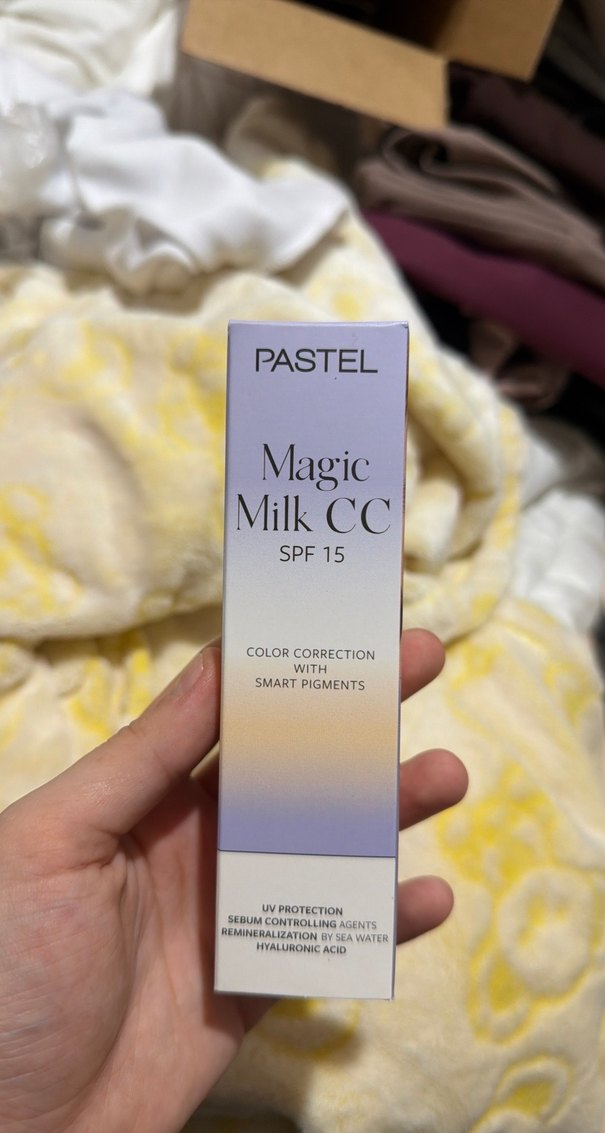 PASTEL
Magic
Milk CC
SPF 15
COLOR CORRECTION
WITH
SMART PIGMENTS
UV PROTECTION
SEBUM CONTROLLING AGENTS
REMINERALIZATION BY SEA WATER
HYALURONIC ACID